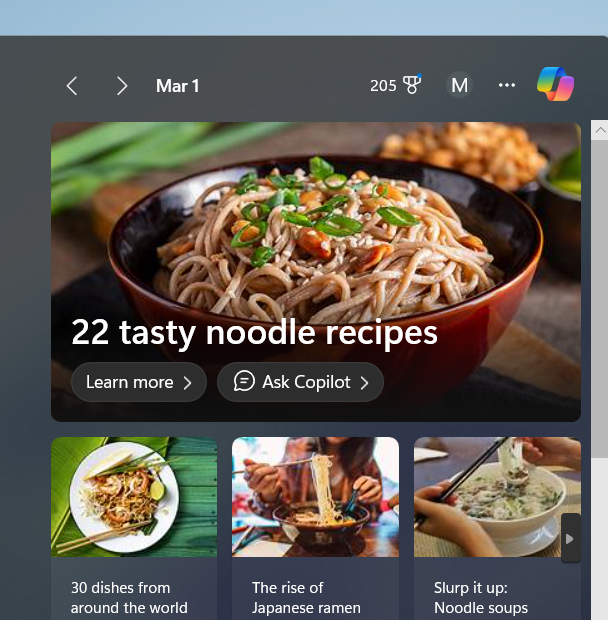 Mar 1
205
M
22 tasty noodle recipes
Learn more
Ask Copilot
30 dishes from
around the world
The rise of
Japanese ramen
Slurp it up:
Noodle soups